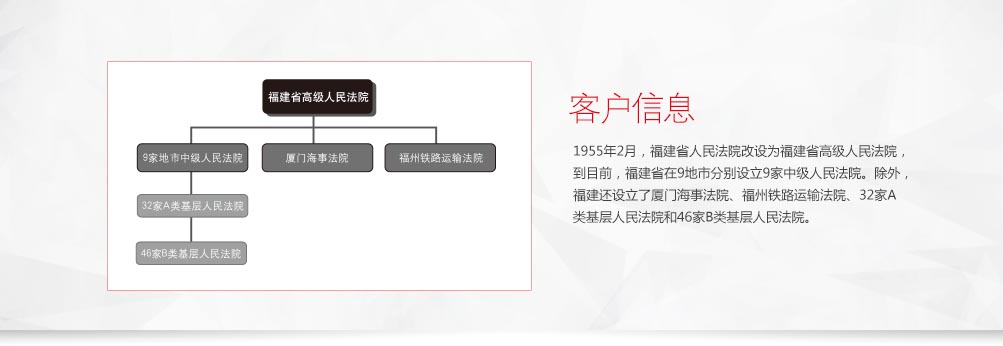 福建省高级人民法院
9家地市中级人民法院
厦门海事法院
福州铁路运输法院
32家A类基层人民法院
46家B类基层人民法院
客户信息
1955年2月，福建省人民法院改设为福建省高级人民法院，
到目前，福建省在9地市分别设立9家中级人民法院。除外，
福建还设立了厦门海事法院、福州铁路运输法院、32家A
类基层人民法院和46家B类基层人民法院。